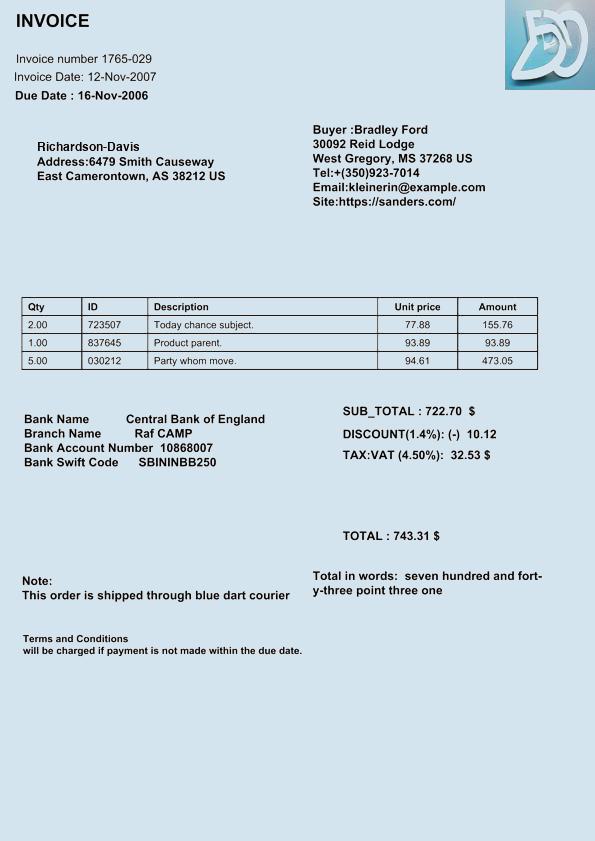 INVOICE
Invoice number 1765-029
Invoice Date: 12-Nov-2007
Due Date : 16-Nov-2006
Richardson-Davis
Address:6479 Smith Causeway
East Camerontown, AS 38212 US
Buyer :Bradley Ford
30092 Reid Lodge
West Gregory, MS 37268 US
Tel:+(350)923-7014
Email:kleinerin@example.com
Site:https://sanders.com/
Qty ID Description Unit price Amount
2.00 723507 Today chance subject. 77.88 155.76
1.00 837645 Product parent. 93.89 93.89
5.00 030212 Party whom move. 94.61 473.05
Bank Name Central Bank of England
Branch Name Raf CAMP
Bank Account Number 10868007
Bank Swift Code SBININBB250
SUB_TOTAL : 722.70 $
DISCOUNT(1.4%): (-) 10.12
TAX:VAT (4.50%): 32.53 $
TOTAL : 743.31 $
Total in words: seven hundred and fort-
y-three point three one
Note:
This order is shipped through blue dart courier
Terms and Conditions
will be charged if payment is not made within the due date.